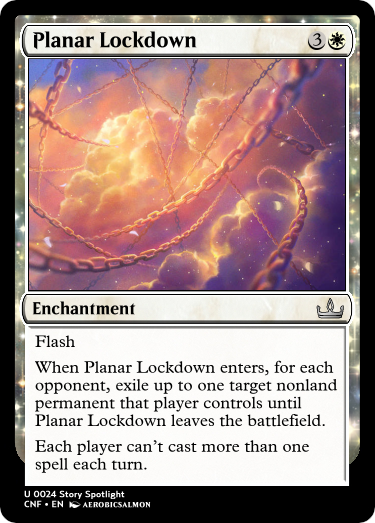 Planar Lockdown 3
Enchantment
Flash
When Planar Lockdown enters, for each
opponent, exile up to one target nonland
permanent that player controls until
Planar Lockdown leaves the battlefield.
Each player can't cast more than one
spell each turn.
U 0024 Story Spotlight
CNF • EN AEROBICSALMON